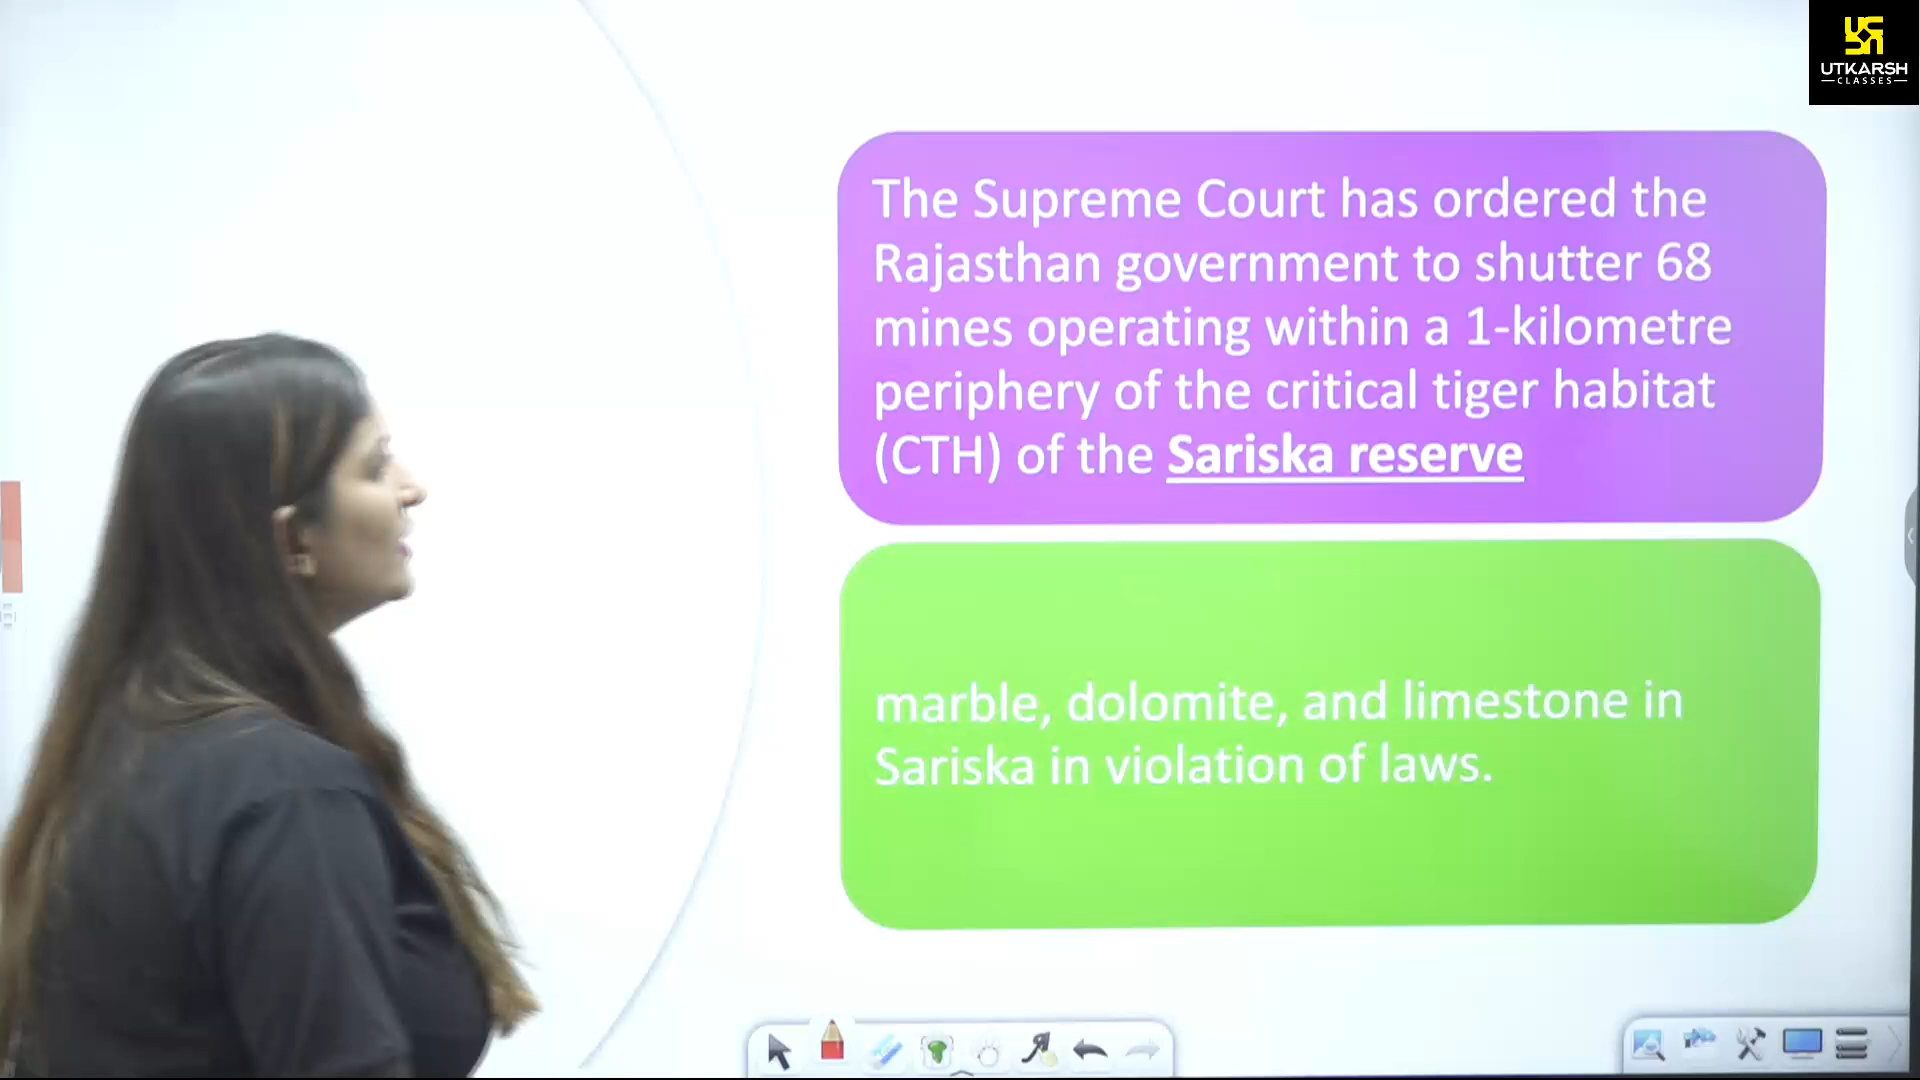 UTKARSH
CLASSES
The Supreme Court has ordered the
Rajasthan government to shutter 68
mines operating within a 1-kilometre
periphery of the critical tiger habitat
(CTH) of the Sariska reserve
marble, dolomite, and limestone in
Sariska in violation of laws.